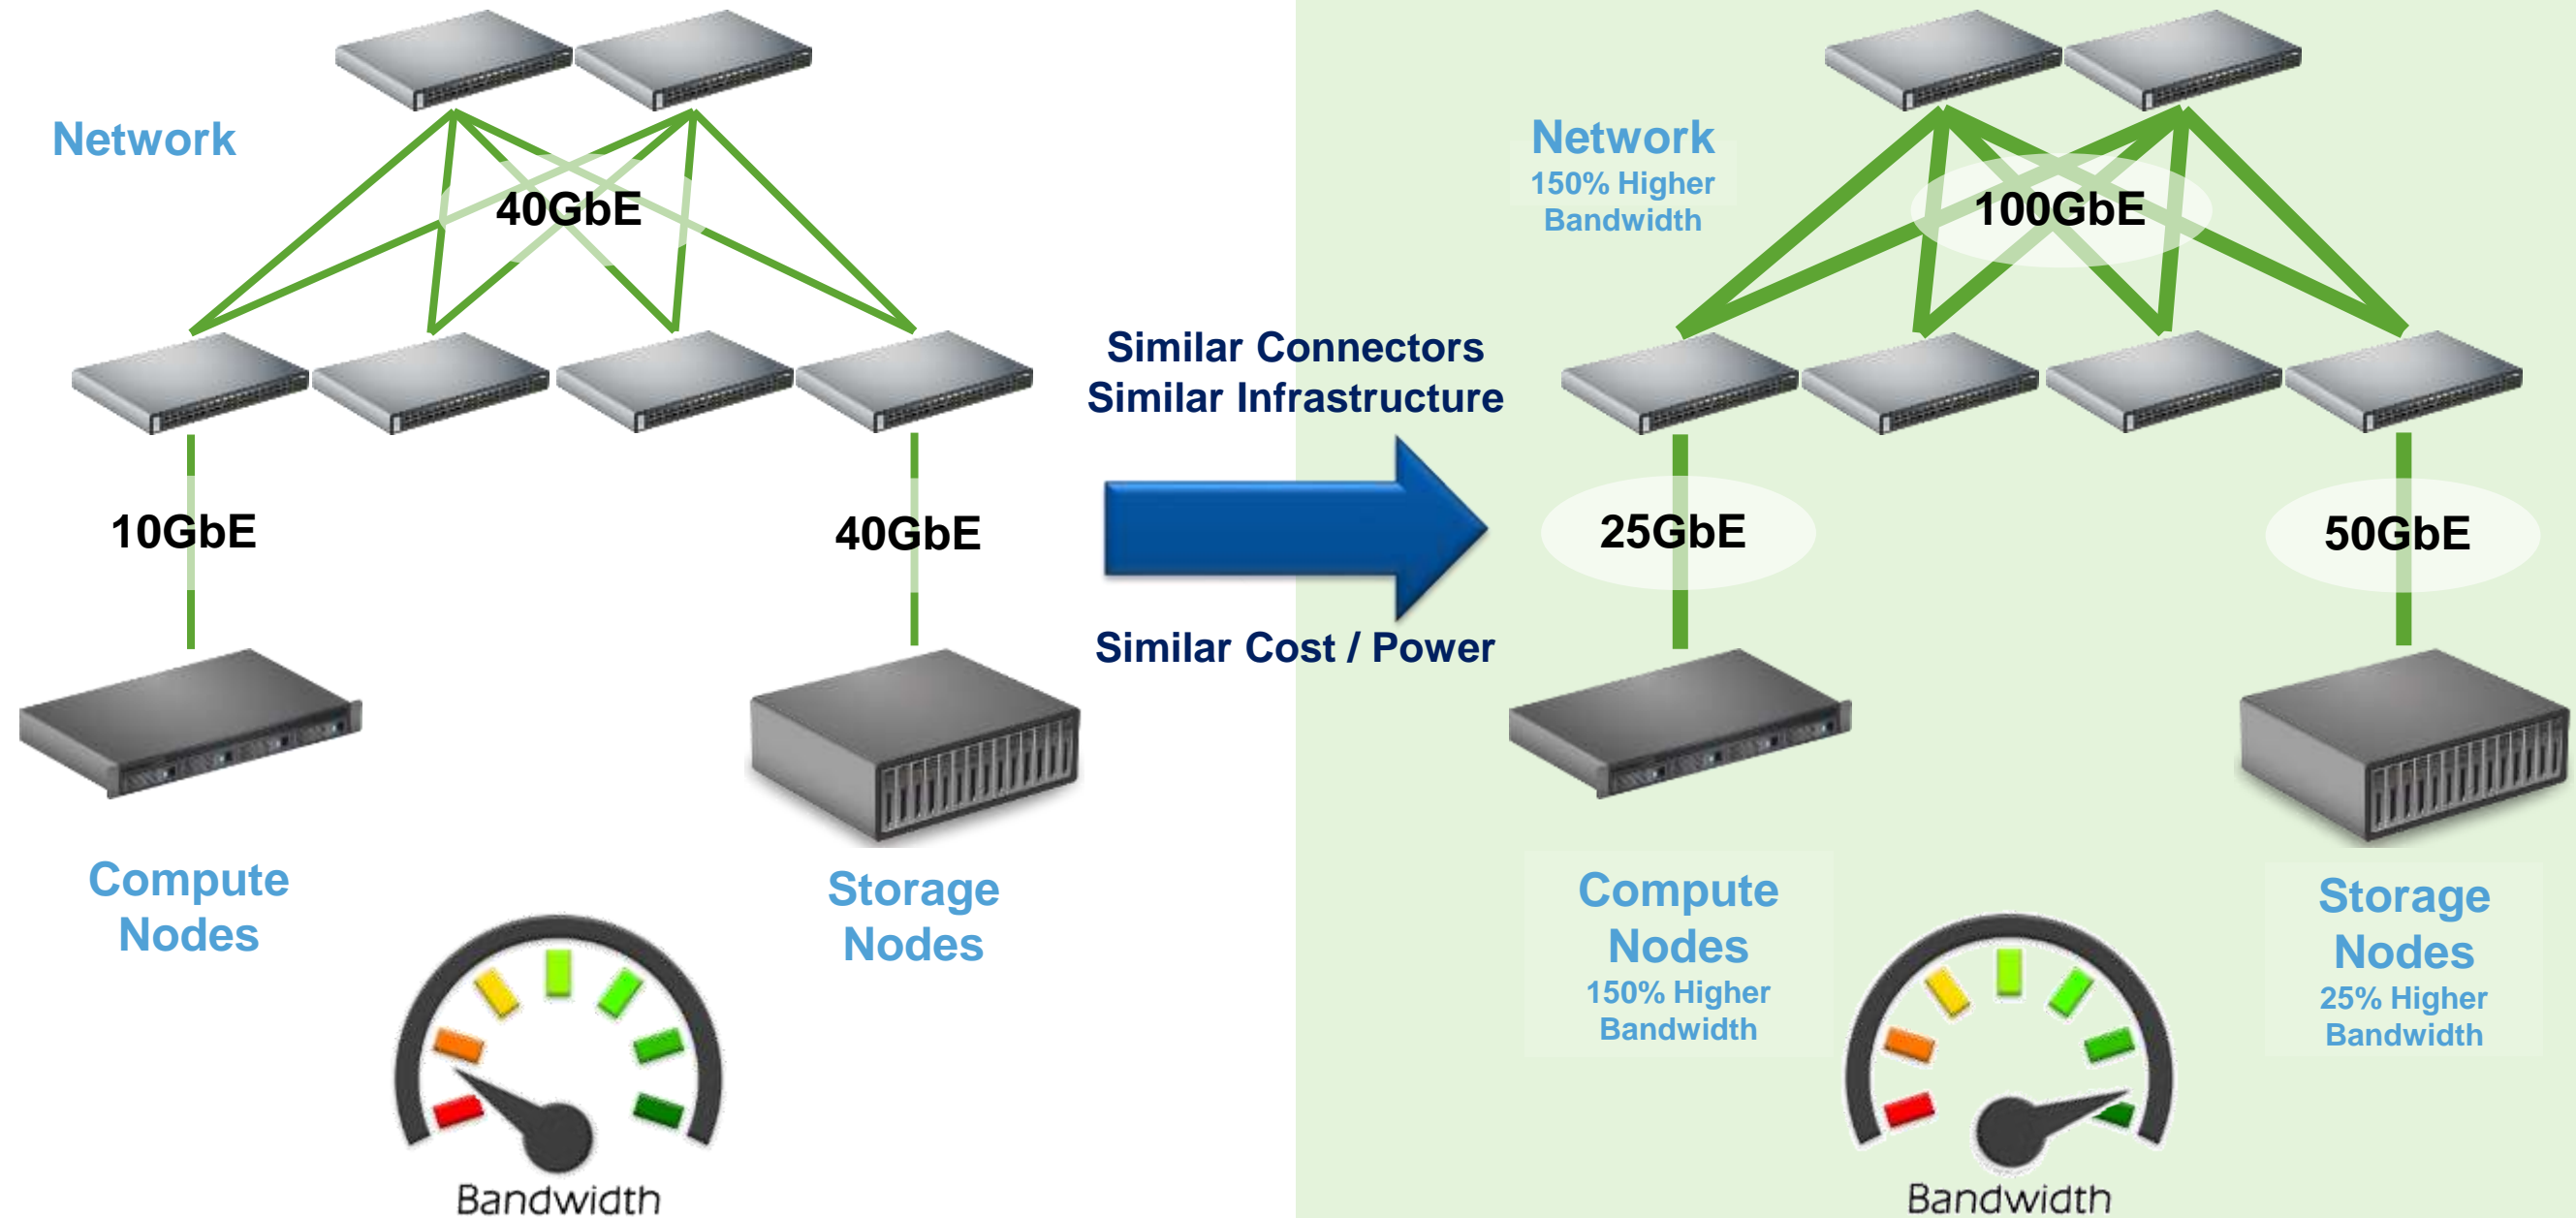 Network
40GbE
10GbE
40GbE
Compute
Nodes
Storage
Nodes
Bandwidth
Similar Connectors
Similar Infrastructure
Similar Cost / Power
Network
150% Higher
Bandwidth
100GbE
25GbE
50GbE
Compute
Nodes
150% Higher
Bandwidth
Storage
Nodes
25% Higher
Bandwidth
Bandwidth